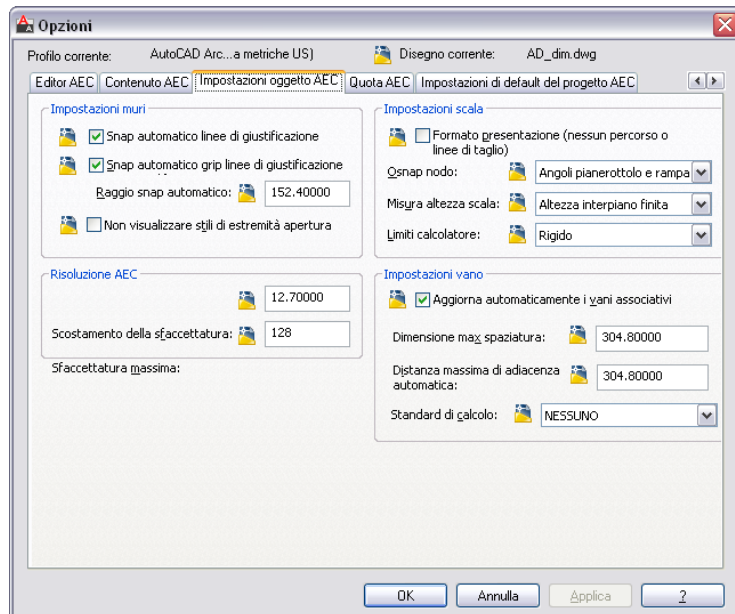 Opzioni
Profilo corrente: AutoCAD Arc...a metriche US) Disegno corrente: AD_dim.dwg
Editor AEC Contenuto AEC Impostazioni oggetto AEC Quota AEC Impostazioni di default del progetto AEC
Impostazioni muri
Snap automatico linee di giustificazione
Snap automatico grip linee di giustificazione
Raggio snap automatico: 152.40000
Non visualizzare stili di estremità apertura
Risoluzione AEC
12.70000
Scostamento della sfaccettatura: 128
Sfaccettatura massima:
Impostazioni scala
Formato presentazione (nessun percorso o
linee di taglio)
Osnap nodo: Angoli pianerottolo e rampa
Misura altezza scala: Altezza interpiano finita
Limiti calcolatore: Rigido
Impostazioni vano
Aggiorna automaticamente i vani associativi
Dimensione max spaziatura: 304.80000
Distanza massima di adiacenza
automatica: 304.80000
Standard di calcolo: NESSUNO
OK Annulla Applica ?